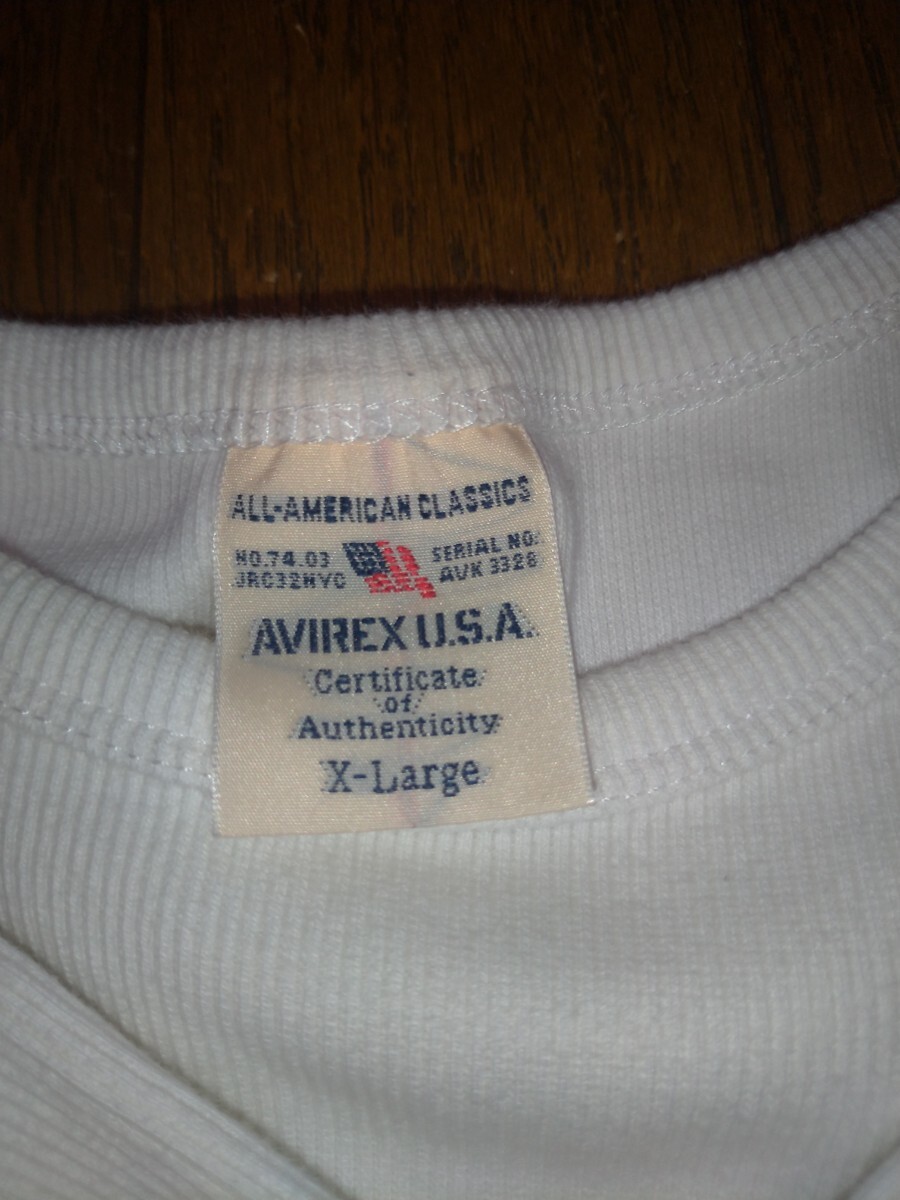 ALL-AMERICAN CLASSICS
NO.74.03
JRC32NYC
SERIAL NO:
AVK 3328
AVIREX U.S.A.
Certificate
of
Authenticity
X-Large